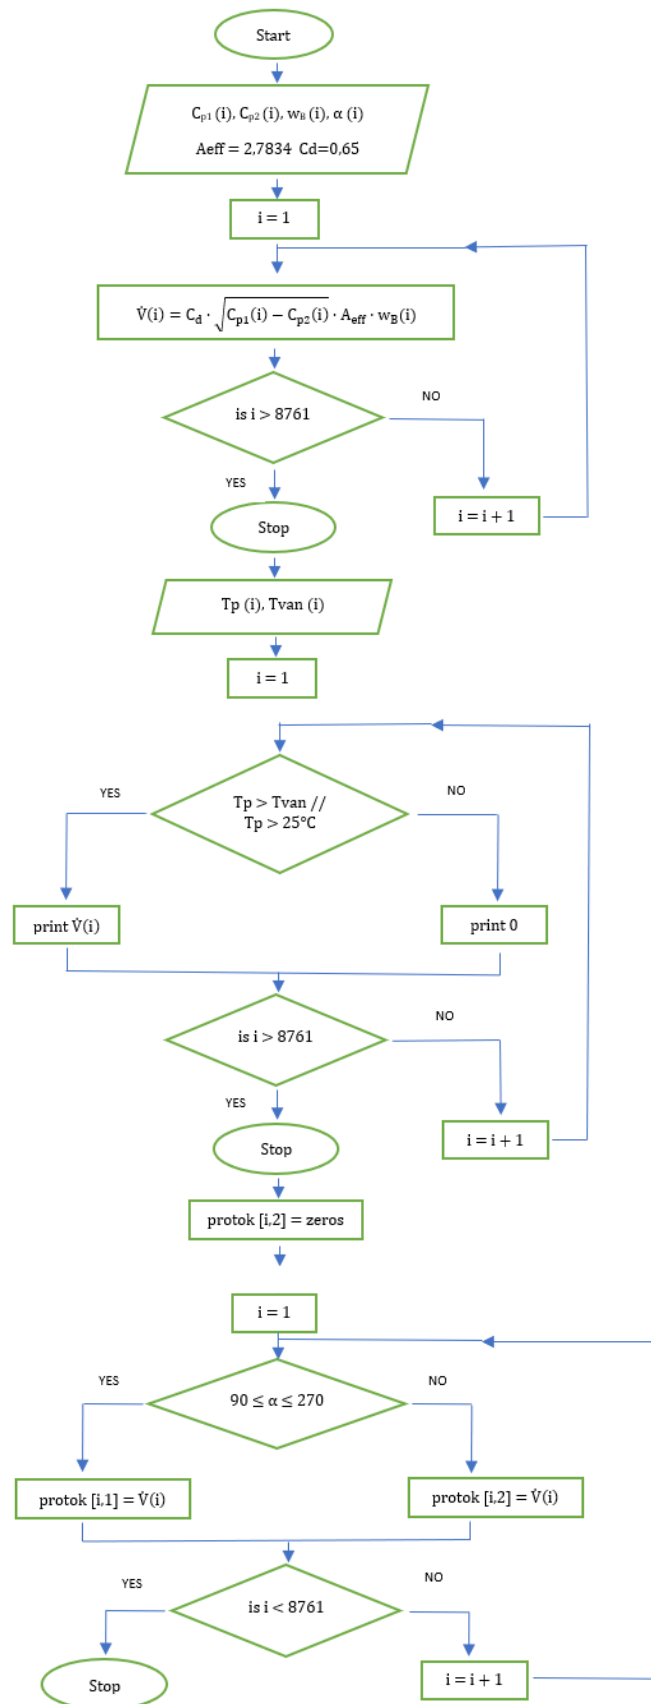 Start
Cp1 (i), Cp2 (i), wB (i), α (i)
Aeff = 2,7834 Cd=0,65
i = 1
V̇(i) = Cd · √(Cp1(i) − Cp2(i)) · Aeff · wB(i)
is i > 8761
NO
YES
i = i + 1
Stop
Tp (i), Tvan (i)
i = 1
YES
NO
Tp > Tvan //
Tp > 25°C
print V̇(i)
print 0
is i > 8761
NO
YES
i = i + 1
Stop
protok [i,2] = zeros
i = 1
YES
NO
90 ≤ α ≤ 270
protok [i,1] = V̇(i)
protok [i,2] = V̇(i)
YES
NO
is i < 8761
Stop
i = i + 1